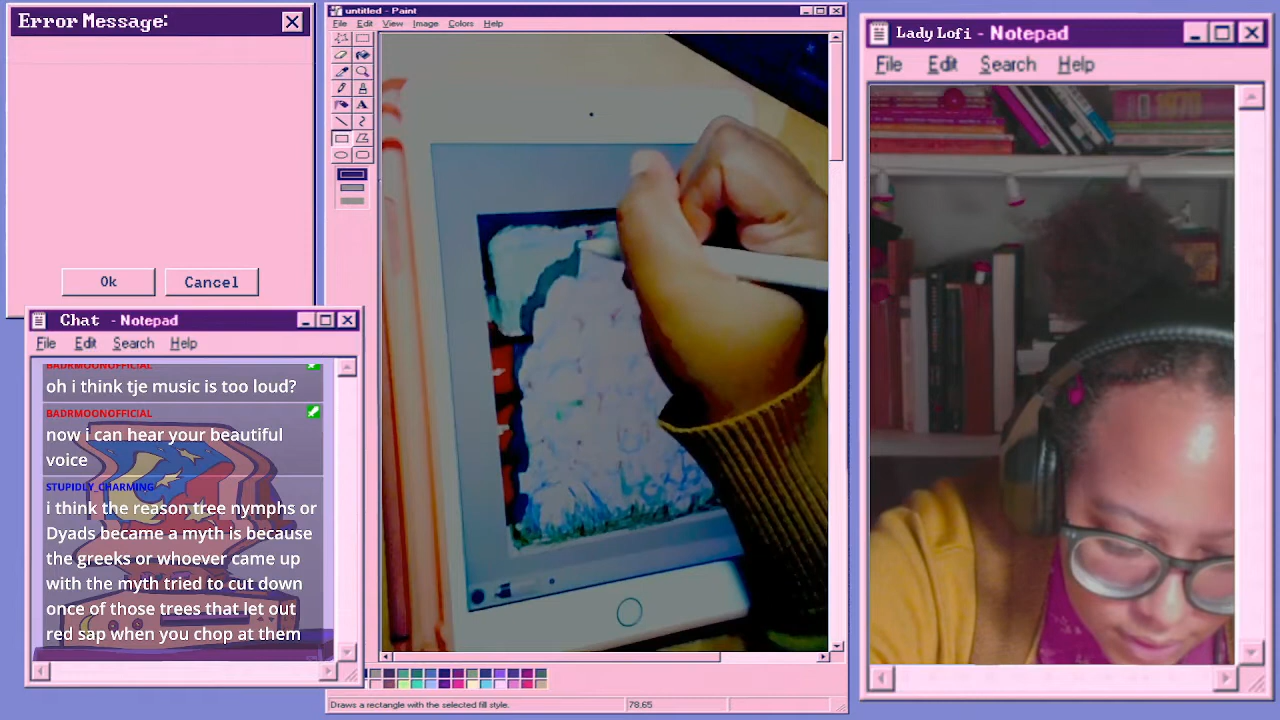 Error Message:
Ok
Cancel
Chat - Notepad
File Edit Search Help
BADRMOONOFFICIAL
oh i think tje music is too loud?
BADRMOONOFFICIAL
now i can hear your beautiful
voice
STUPIDLY_CHARMING
i think the reason tree nymphs or
Dyads became a myth is because
the greeks or whoever came up
with the myth tried to cut down
once of those trees that let out
red sap when you chop at them
untitled - Paint
File Edit View Image Colors Help
A
Draws a rectangle with the selected fill style.
78,65
Lady Lofi - Notepad
File Edit Search Help
1970